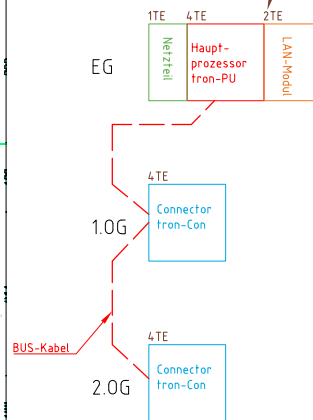 1TE 4TE 2TE
Netzteil
Haupt-
prozessor
tron-PU
LAN-Modul
EG
4TE
Connector
tron-Con
1.OG
BUS-Kabel
4TE
Connector
tron-Con
2.OG